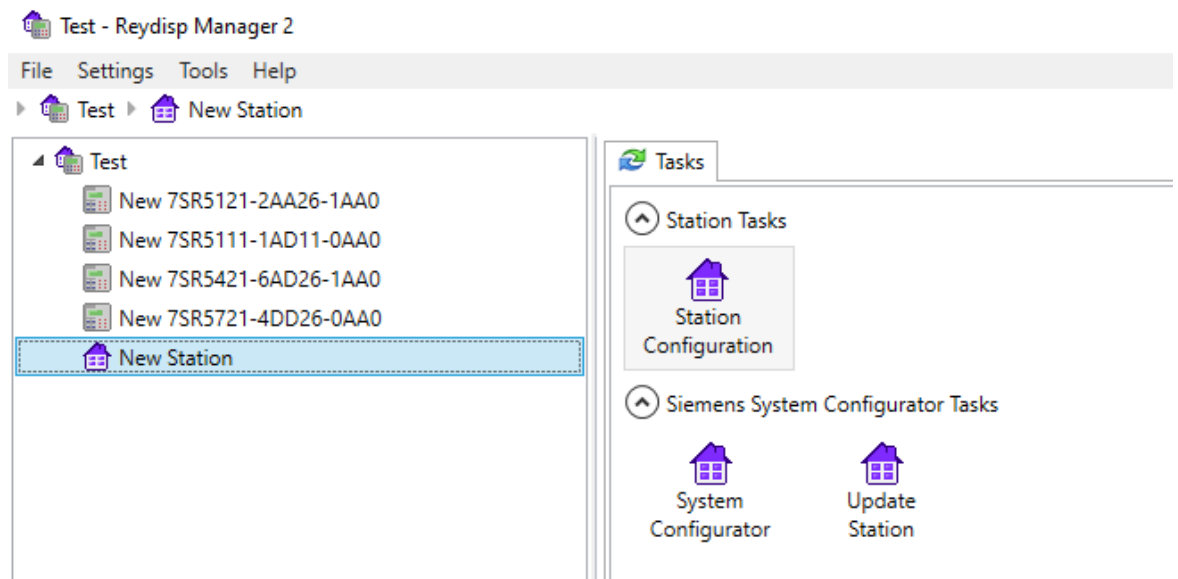 Test - Reydisp Manager 2
File Settings Tools Help
Test New Station
Test
New 7SR5121-2AA26-1AA0
New 7SR5111-1AD11-0AA0
New 7SR5421-6AD26-1AA0
New 7SR5721-4DD26-0AA0
New Station
Tasks
Station Tasks
Station
Configuration
Siemens System Configurator Tasks
System
Configurator
Update
Station